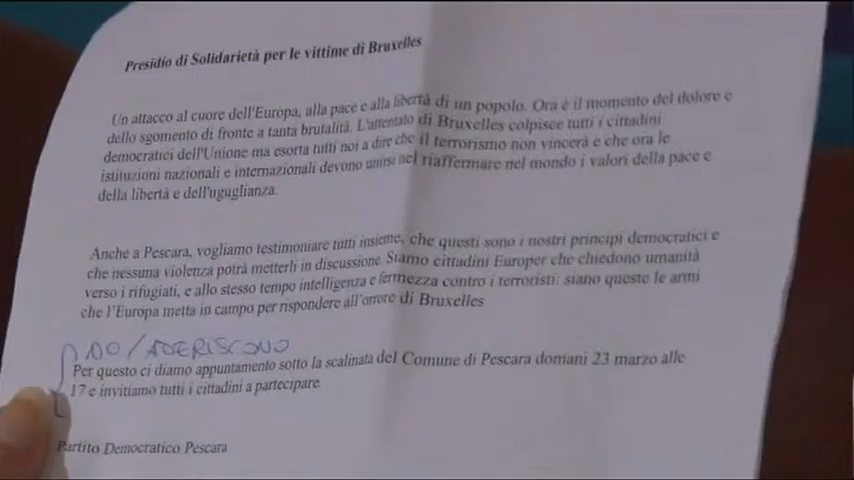 Presidio di Solidarietà per le vittime di Bruxelles
Un attacco al cuore dell'Europa, alla pace e alla libertà di un popolo. Ora è il momento del dolore e
dello sgomento di fronte a tanta brutalità. L'attentato di Bruxelles colpisce tutti i cittadini
democratici dell'Unione ma esorta tutti noi a dire che il terrorismo non vincerà e che ora le
istituzioni nazionali e internazionali devono unirsi nel riaffermare nel mondo i valori della pace e
della libertà e dell'uguglianza.
Anche a Pescara, vogliamo testimoniare tutti insieme, che questi sono i nostri principi democratici e
che nessuna violenza potrà metterli in discussione. Siamo cittadini Europei che chiedono umanità
verso i rifugiati, e allo stesso tempo intelligenza e fermezza contro i terroristi: siano queste le armi
che l'Europa metta in campo per rispondere all'orrore di Bruxelles
NO / ADERISCONO
Per questo ci diamo appuntamento sotto la scalinata del Comune di Pescara domani 23 marzo alle
17 e invitiamo tutti i cittadini a partecipare.
Partito Democratico Pescara